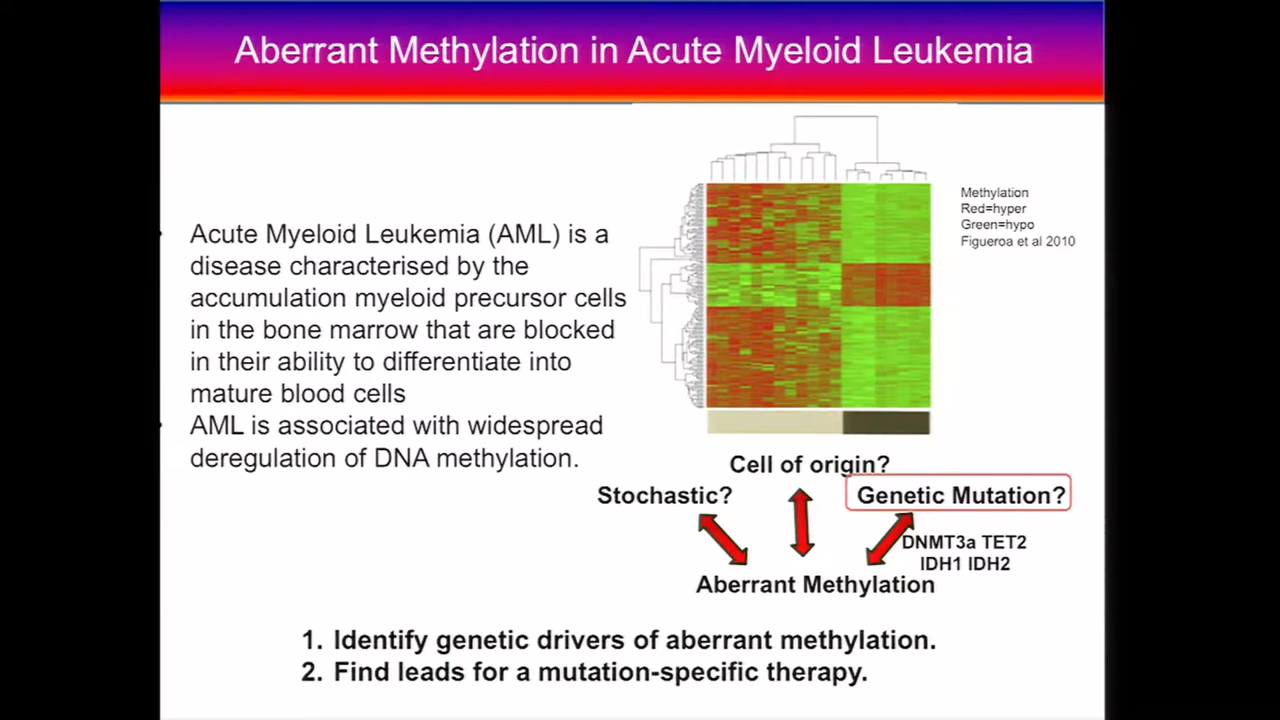 Aberrant Methylation in Acute Myeloid Leukemia
Methylation
Red=hyper
Green=hypo
Figueroa et al 2010
• Acute Myeloid Leukemia (AML) is a
disease characterised by the
accumulation myeloid precursor cells
in the bone marrow that are blocked
in their ability to differentiate into
mature blood cells
• AML is associated with widespread
deregulation of DNA methylation.
Cell of origin?
Stochastic?
Genetic Mutation?
DNMT3a TET2
IDH1 IDH2
Aberrant Methylation
1. Identify genetic drivers of aberrant methylation.
2. Find leads for a mutation-specific therapy.